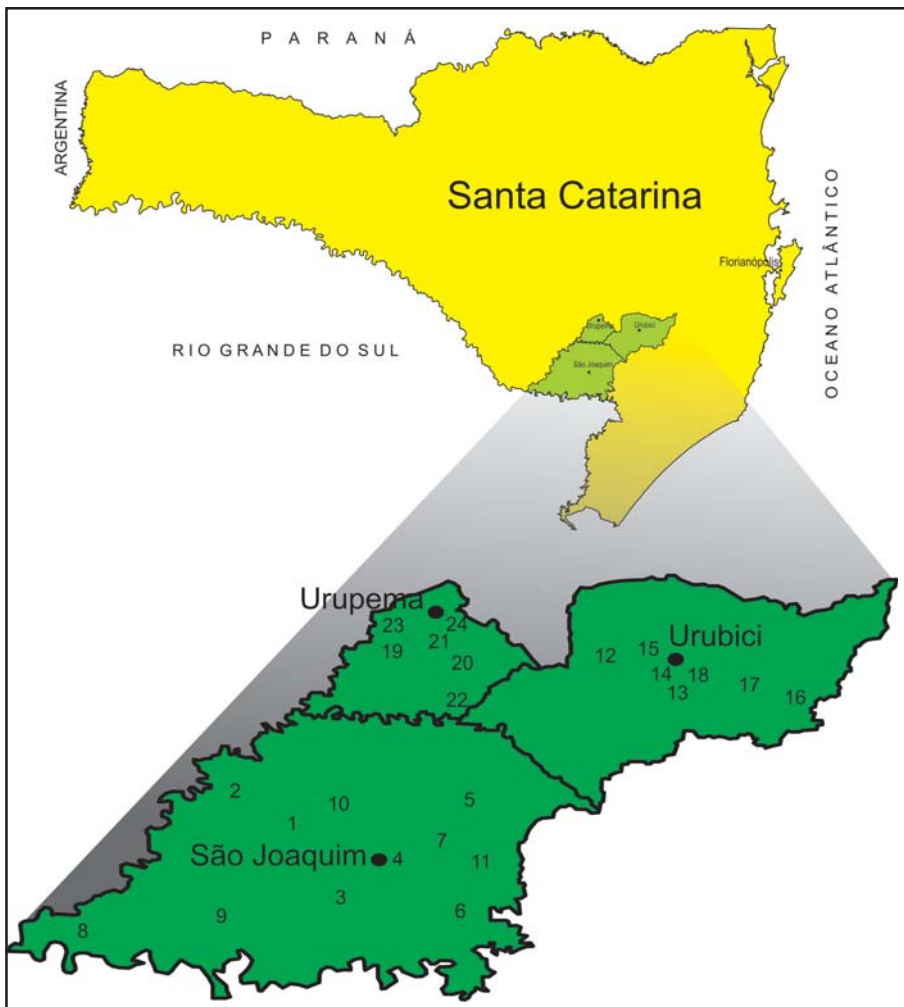 PARANÁ
ARGENTINA
Santa Catarina
OCEANO ATLÂNTICO
Florianópolis
Urupema
Urubici
RIO GRANDE DO SUL
São Joaquim
Urupema
23
24
21
19
20
22
Urubici
15
12
14
18
13
17
16
2
10
5
1
7
São Joaquim
4
11
3
9
6
8